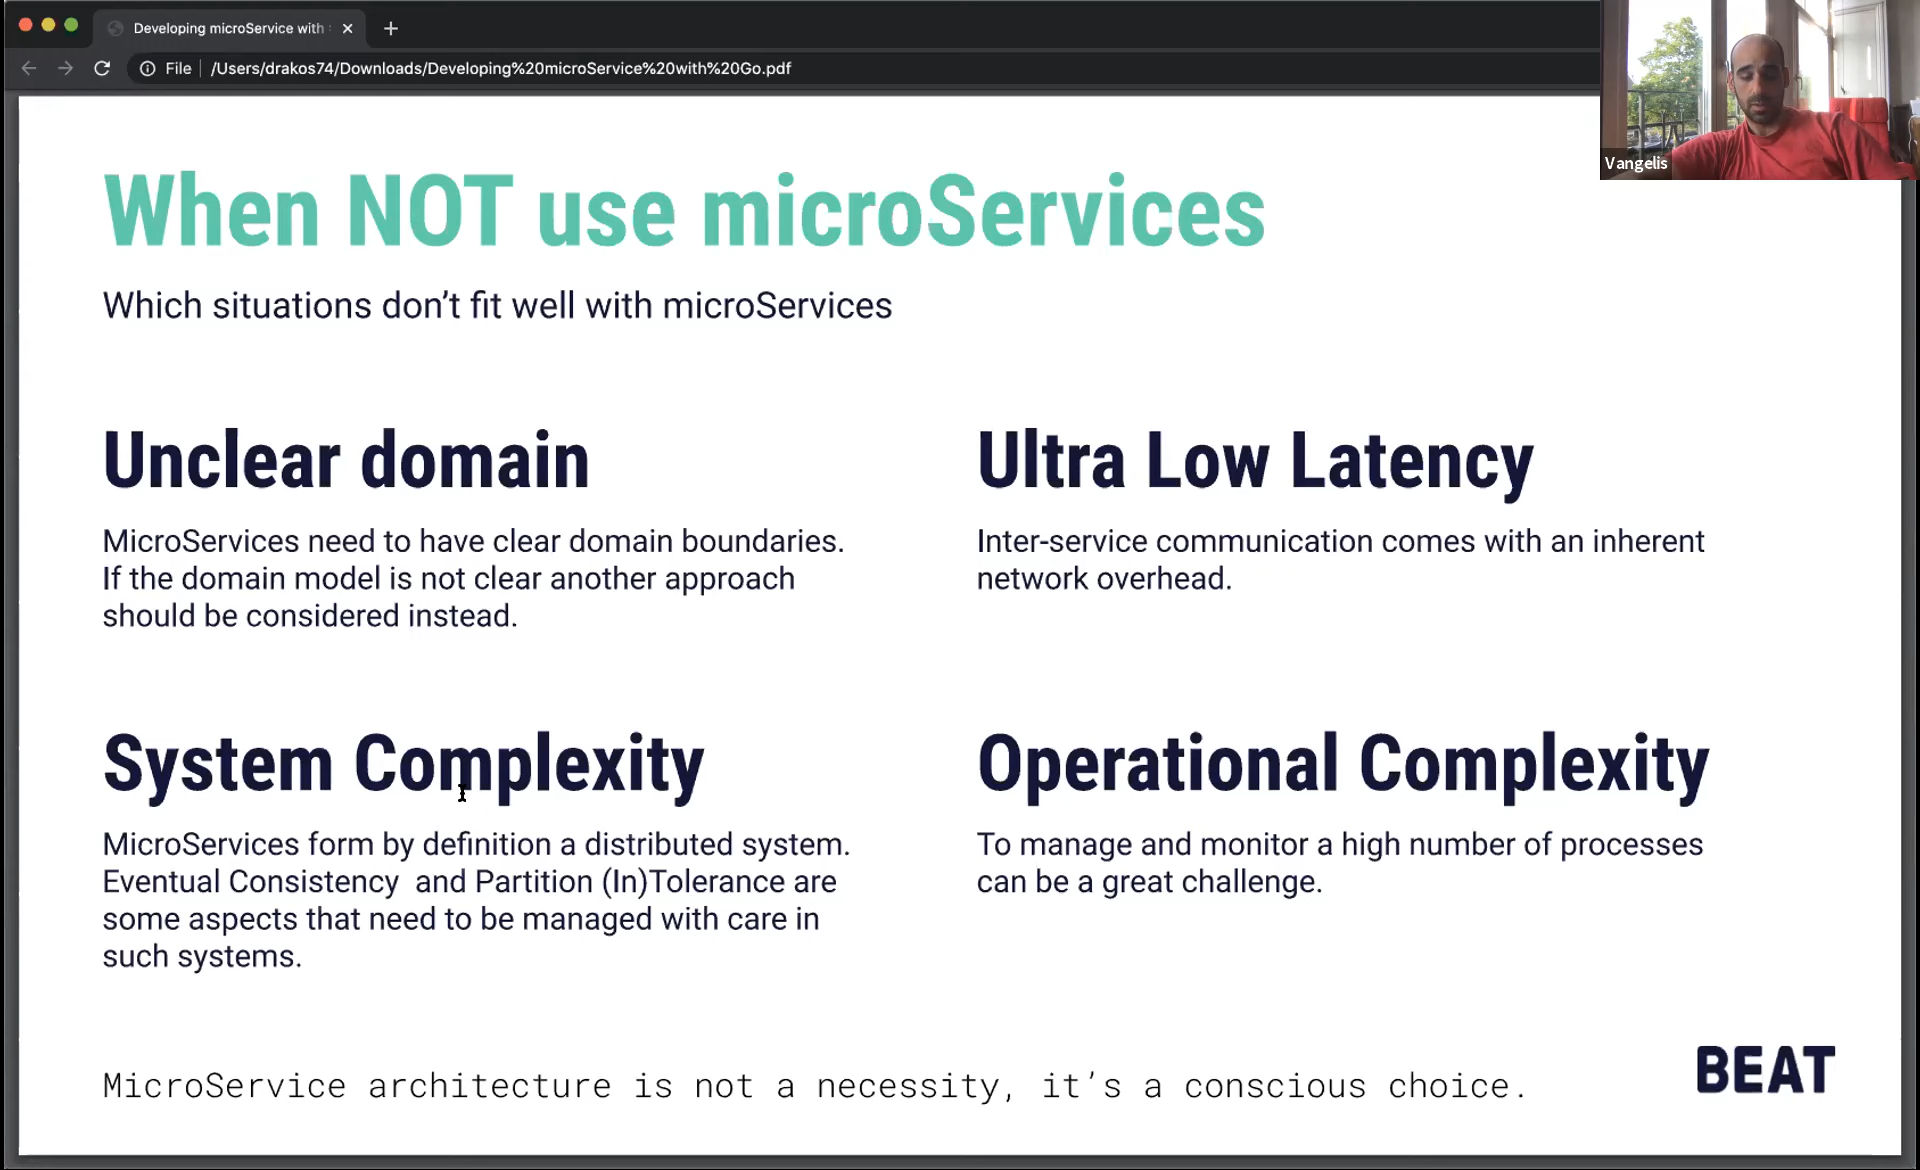 Developing microService with
File
/Users/drakos74/Downloads/Developing%20microService%20with%20Go.pdf
Vangelis
When NOT use microServices
Which situations don’t fit well with microServices
Unclear domain
MicroServices need to have clear domain boundaries.
If the domain model is not clear another approach
should be considered instead.
Ultra Low Latency
Inter-service communication comes with an inherent
network overhead.
System Complexity
MicroServices form by definition a distributed system.
Eventual Consistency and Partition (In)Tolerance are
some aspects that need to be managed with care in
such systems.
Operational Complexity
To manage and monitor a high number of processes
can be a great challenge.
MicroService architecture is not a necessity, it’s a conscious choice.
BEAT